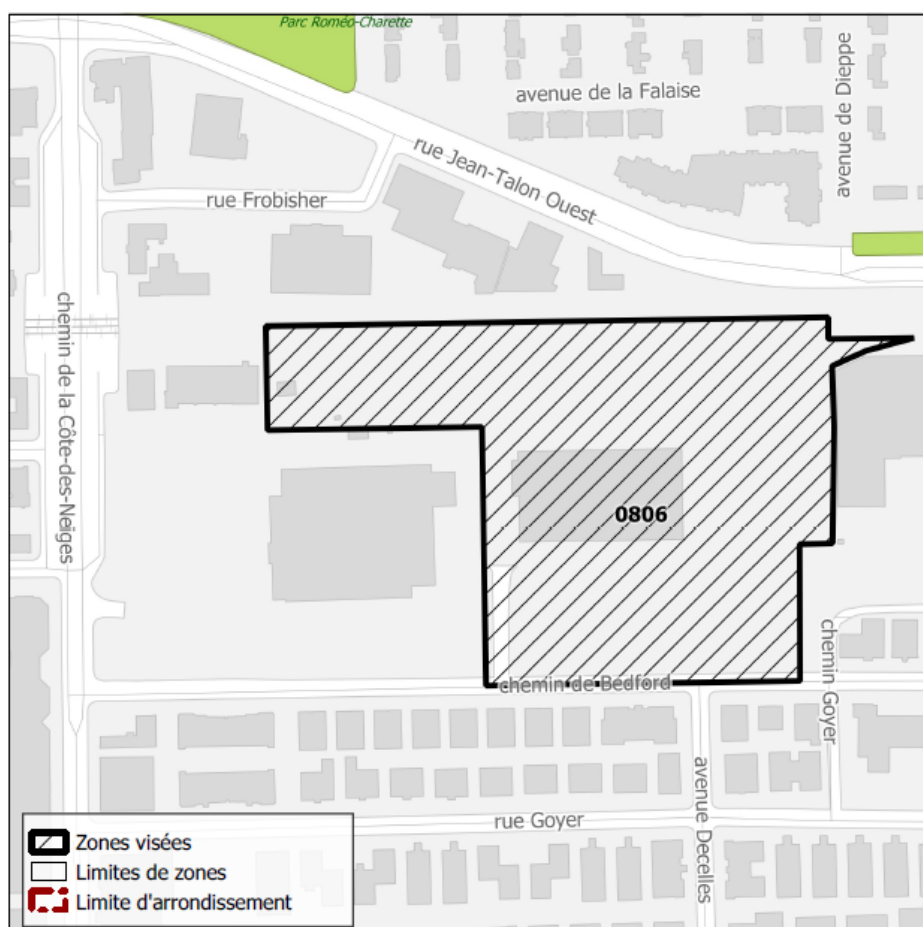 Parc Roméo-Charette
avenue de la Falaise
avenue de Dieppe
rue Jean-Talon Ouest
rue Frobisher
chemin de la Côte-des-Neiges
0806
chemin de Bedford
chemin Goyer
rue Goyer
avenue Decelles
Zones visées
Limites de zones
Limite d'arrondissement